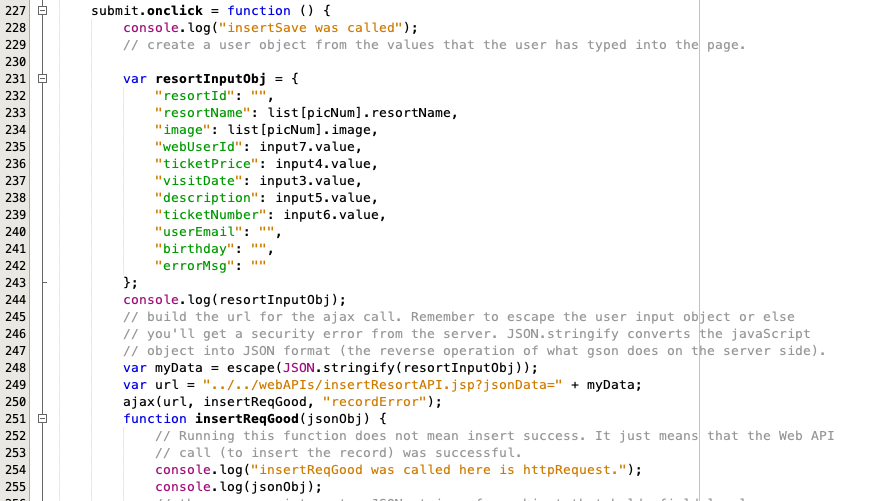 227 submit.onclick = function () {
228 console.log("insertSave was called");
229 // create a user object from the values that the user has typed into the page.
230
231 var resortInputObj = {
232 "resortId": "",
233 "resortName": list[picNum].resortName,
234 "image": list[picNum].image,
235 "webUserId": input7.value,
236 "ticketPrice": input4.value,
237 "visitDate": input3.value,
238 "description": input5.value,
239 "ticketNumber": input6.value,
240 "userEmail": "",
241 "birthday": "",
242 "errorMsg": ""
243 };
244 console.log(resortInputObj);
245 // build the url for the ajax call. Remember to escape the user input object or else
246 // you'll get a security error from the server. JSON.stringify converts the javaScript
247 // object into JSON format (the reverse operation of what gson does on the server side).
248 var myData = escape(JSON.stringify(resortInputObj));
249 var url = "../../webAPIs/insertResortAPI.jsp?jsonData=" + myData;
250 ajax(url, insertReqGood, "recordError");
251 function insertReqGood(jsonObj) {
252 // Running this function does not mean insert success. It just means that the Web API
253 // call (to insert the record) was successful.
254 console.log("insertReqGood was called here is httpRequest.");
255 console.log(jsonObj);